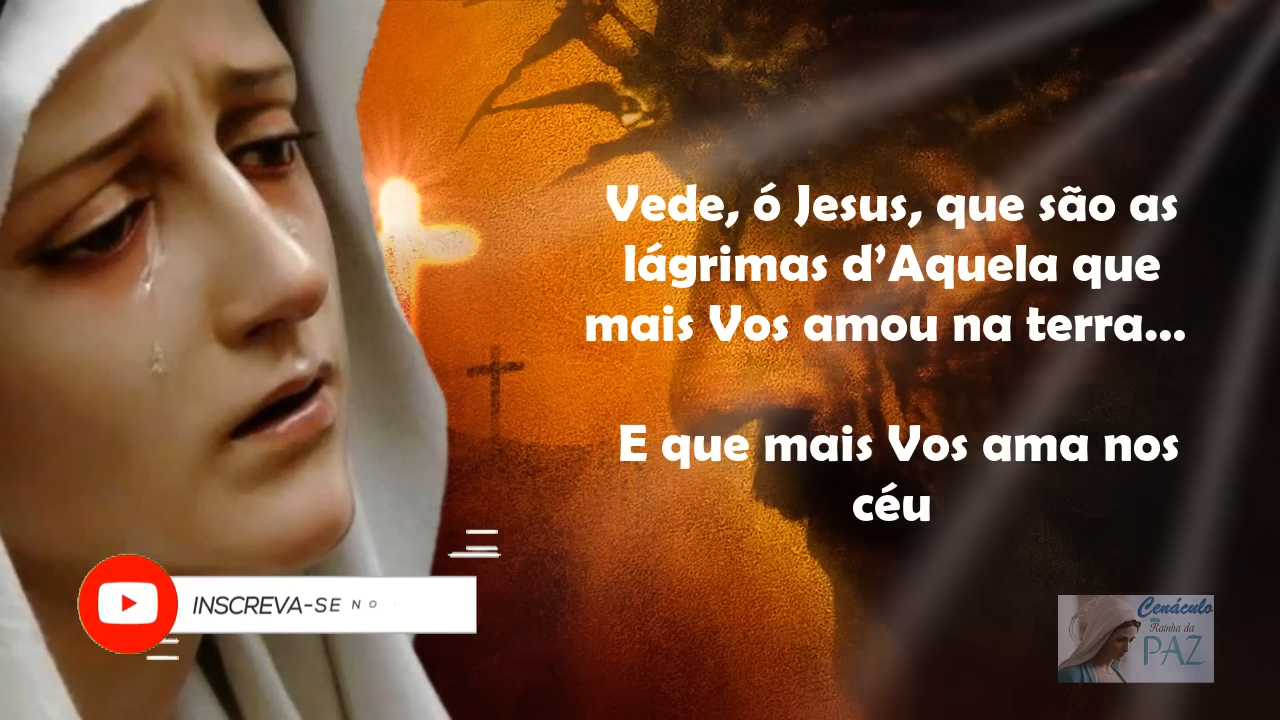 Vede, ó Jesus, que são as
lágrimas d’Aquela que
mais Vos amou na terra...
E que mais Vos ama nos
céu
INSCREVA-SE NO
Cenáculo
Rainha da
PAZ